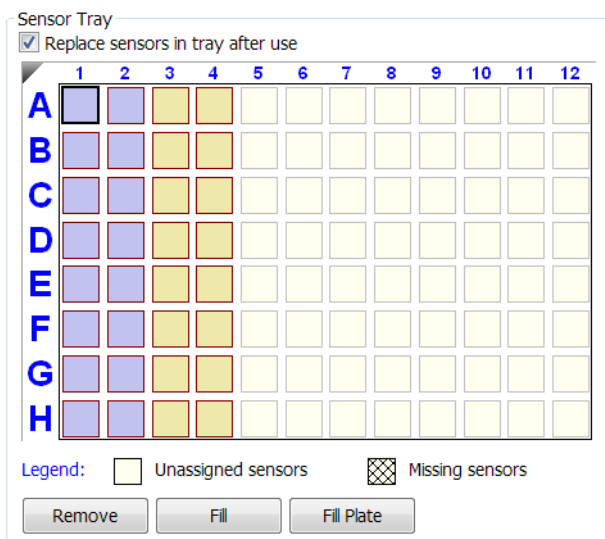 Sensor Tray
Replace sensors in tray after use
1 2 3 4 5 6 7 8 9 10 11 12
A
B
C
D
E
F
G
H
Legend: Unassigned sensors Missing sensors
Remove Fill Fill Plate